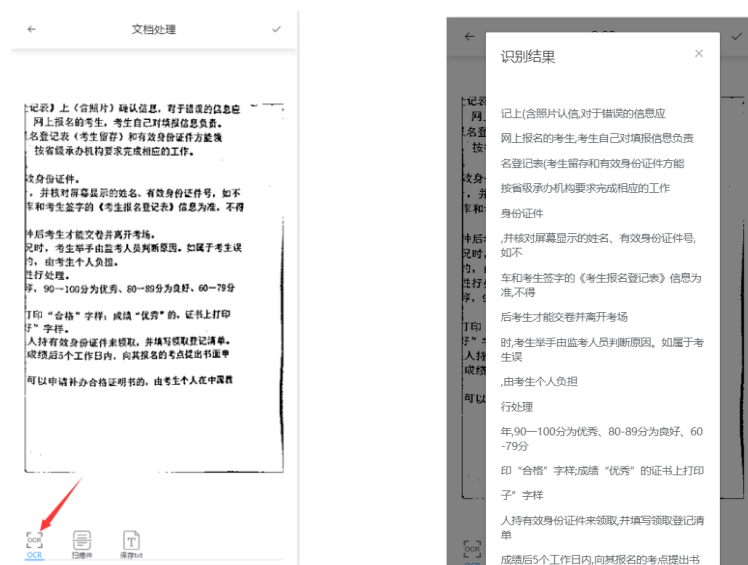 文档处理
记表》上（含照片）确认信息，对于错误的信息应
网上报名的考生，考生自己对填报信息负责。
名登记表（考生留存）和有效身份证件方能领
按省级承办机构要求完成相应的工作。
效身份证件。
，并核对屏幕显示的姓名、有效身份证件号，如不
车和考生签字的《考生报名登记表》信息为准，不得
中后考生才能交卷并离开考场。
况时，考生举手由监考人员判断原因。如属于考生误
的，由考生个人负担。
进行处理。
等，90—100分为优秀、80—89分为良好、60—79分
打印“合格”字样；成绩“优秀”的，证书上打印
子”字样。
人持有效身份证件来领取，并填写领取登记清单。
成绩后5个工作日内，向其报名的考点提出书面申
可以申请补办合格证明书的，由考生个人在中国教
OCR
OCR
扫描件
T
保存txt
识别结果
记上(含照片认信,对于错误的信息应
网上报名的考生,考生自己对填报信息负责
名登记表(考生留存和有效身份证件方能
按省级承办机构要求完成相应的工作
身份证件
,并核对屏幕显示的姓名、有效身份证件号,
如不
车和考生签字的《考生报名登记表》信息为
准,不得
后考生才能交卷并离开考场
时,考生举手由监考人员判断原因。如属于考
生误
,由考生个人负担
行处理
年,90—100分为优秀、80-89分为良好、60
-79分
印“合格”字样;成绩“优秀”的证书上打印
子”字样
人持有效身份证件来领取,并填写领取登记清
单
成绩后5个工作日内,向其报名的考点提出书
OCR